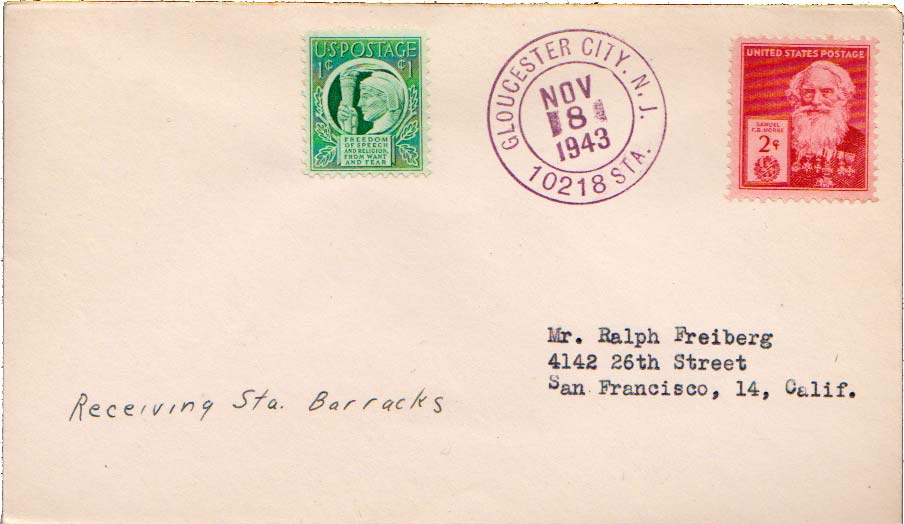 U.S.POSTAGE
1¢ ¢1
FREEDOM
OF SPEECH
AND RELIGION,
FROM WANT
AND FEAR
GLOUCESTER CITY, N. J.
NOV
8
1943
10218 STA.
UNITED STATES POSTAGE
SAMUEL
F.B. MORSE
2¢
Mr. Ralph Freiberg
4142 26th Street
San Francisco, 14, Calif.
Receiving Sta. Barracks